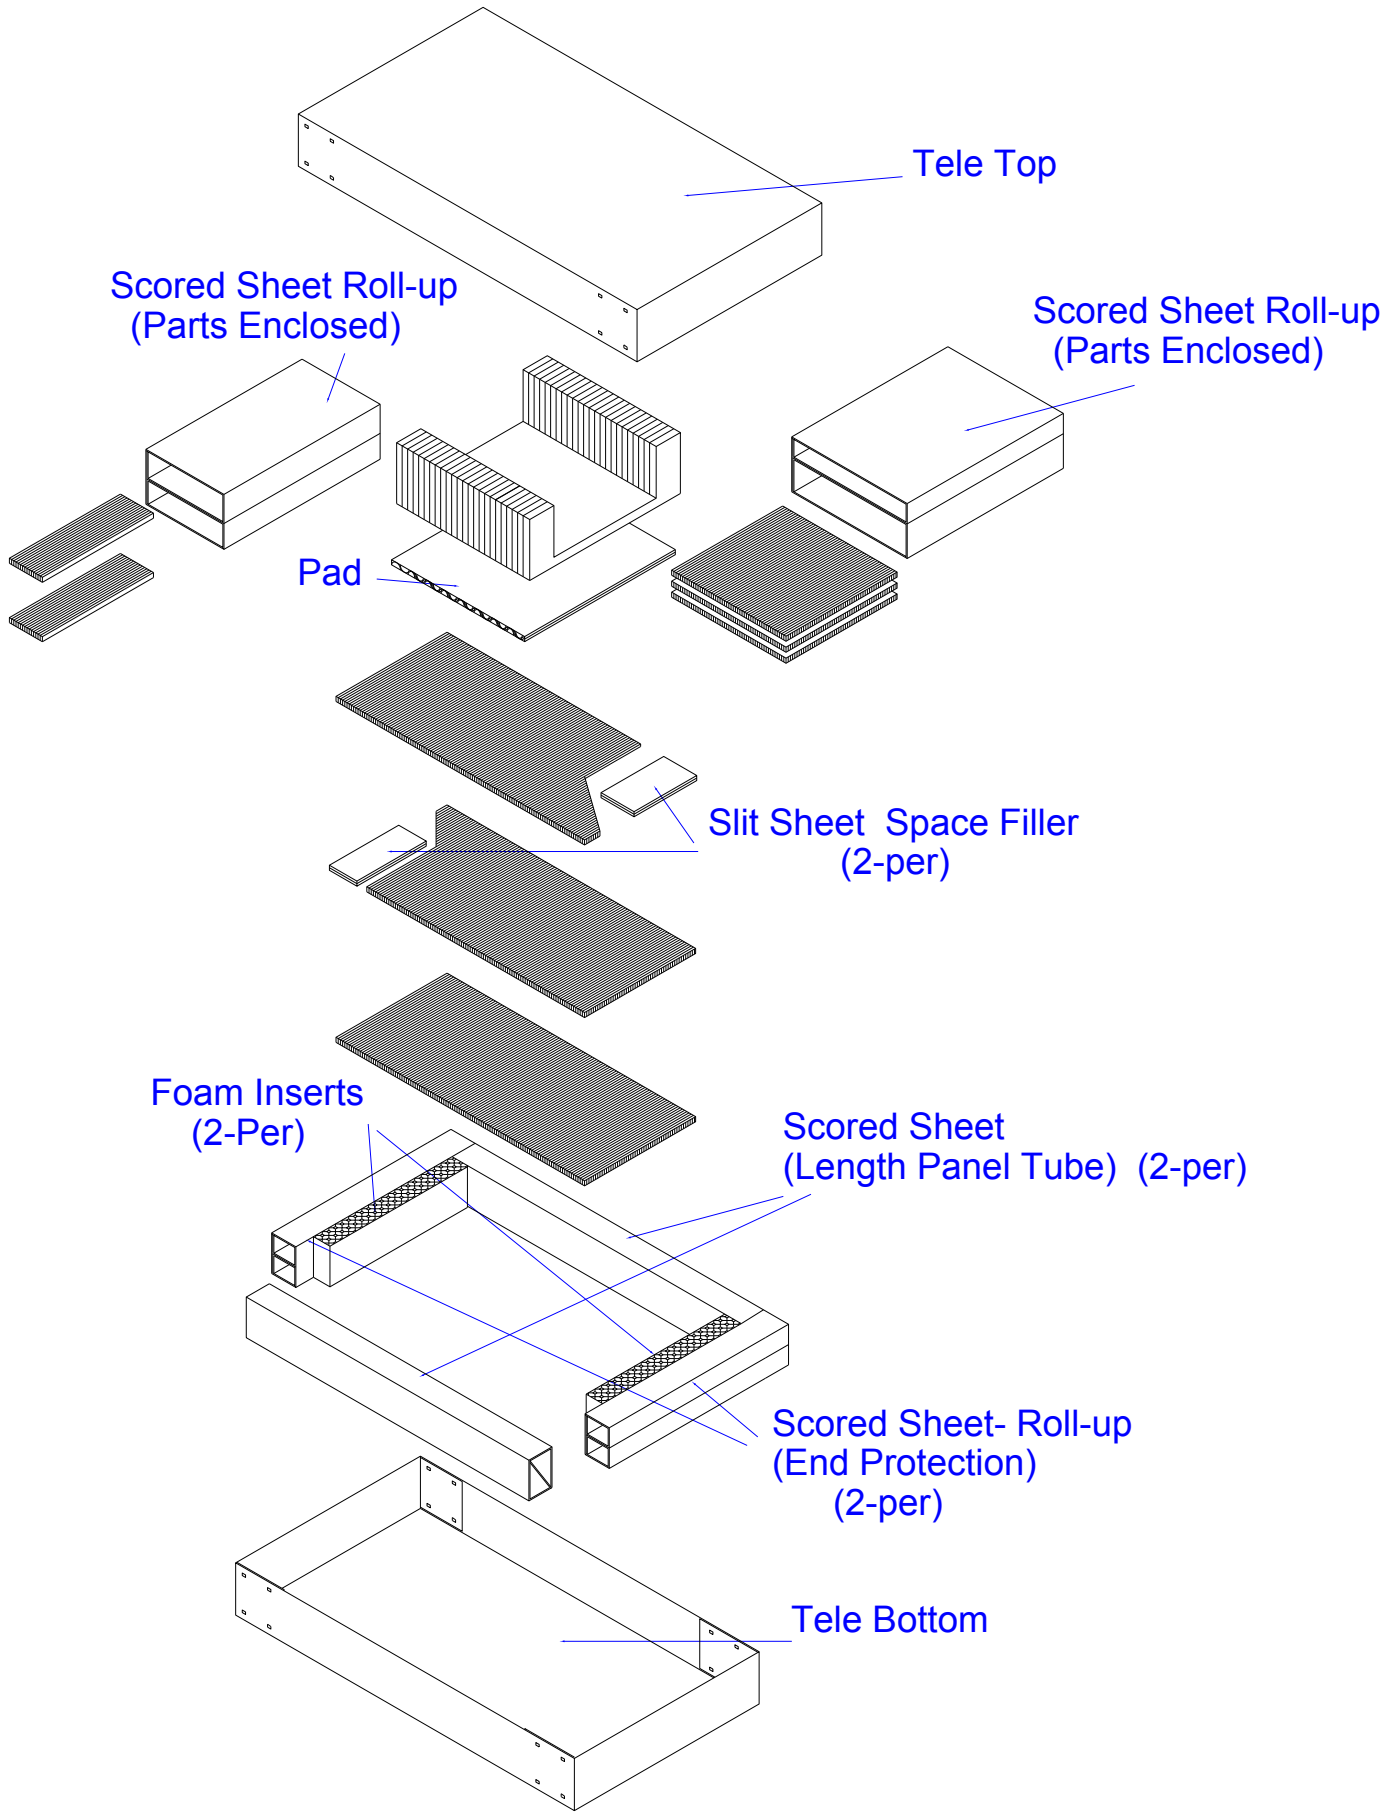 Tele Top
Scored Sheet Roll-up
(Parts Enclosed)
Scored Sheet Roll-up
(Parts Enclosed)
Pad
Slit Sheet  Space Filler
(2-per)
Foam Inserts
(2-Per)
Scored Sheet
(Length Panel Tube)  (2-per)
Scored Sheet- Roll-up
(End Protection)
(2-per)
Tele Bottom